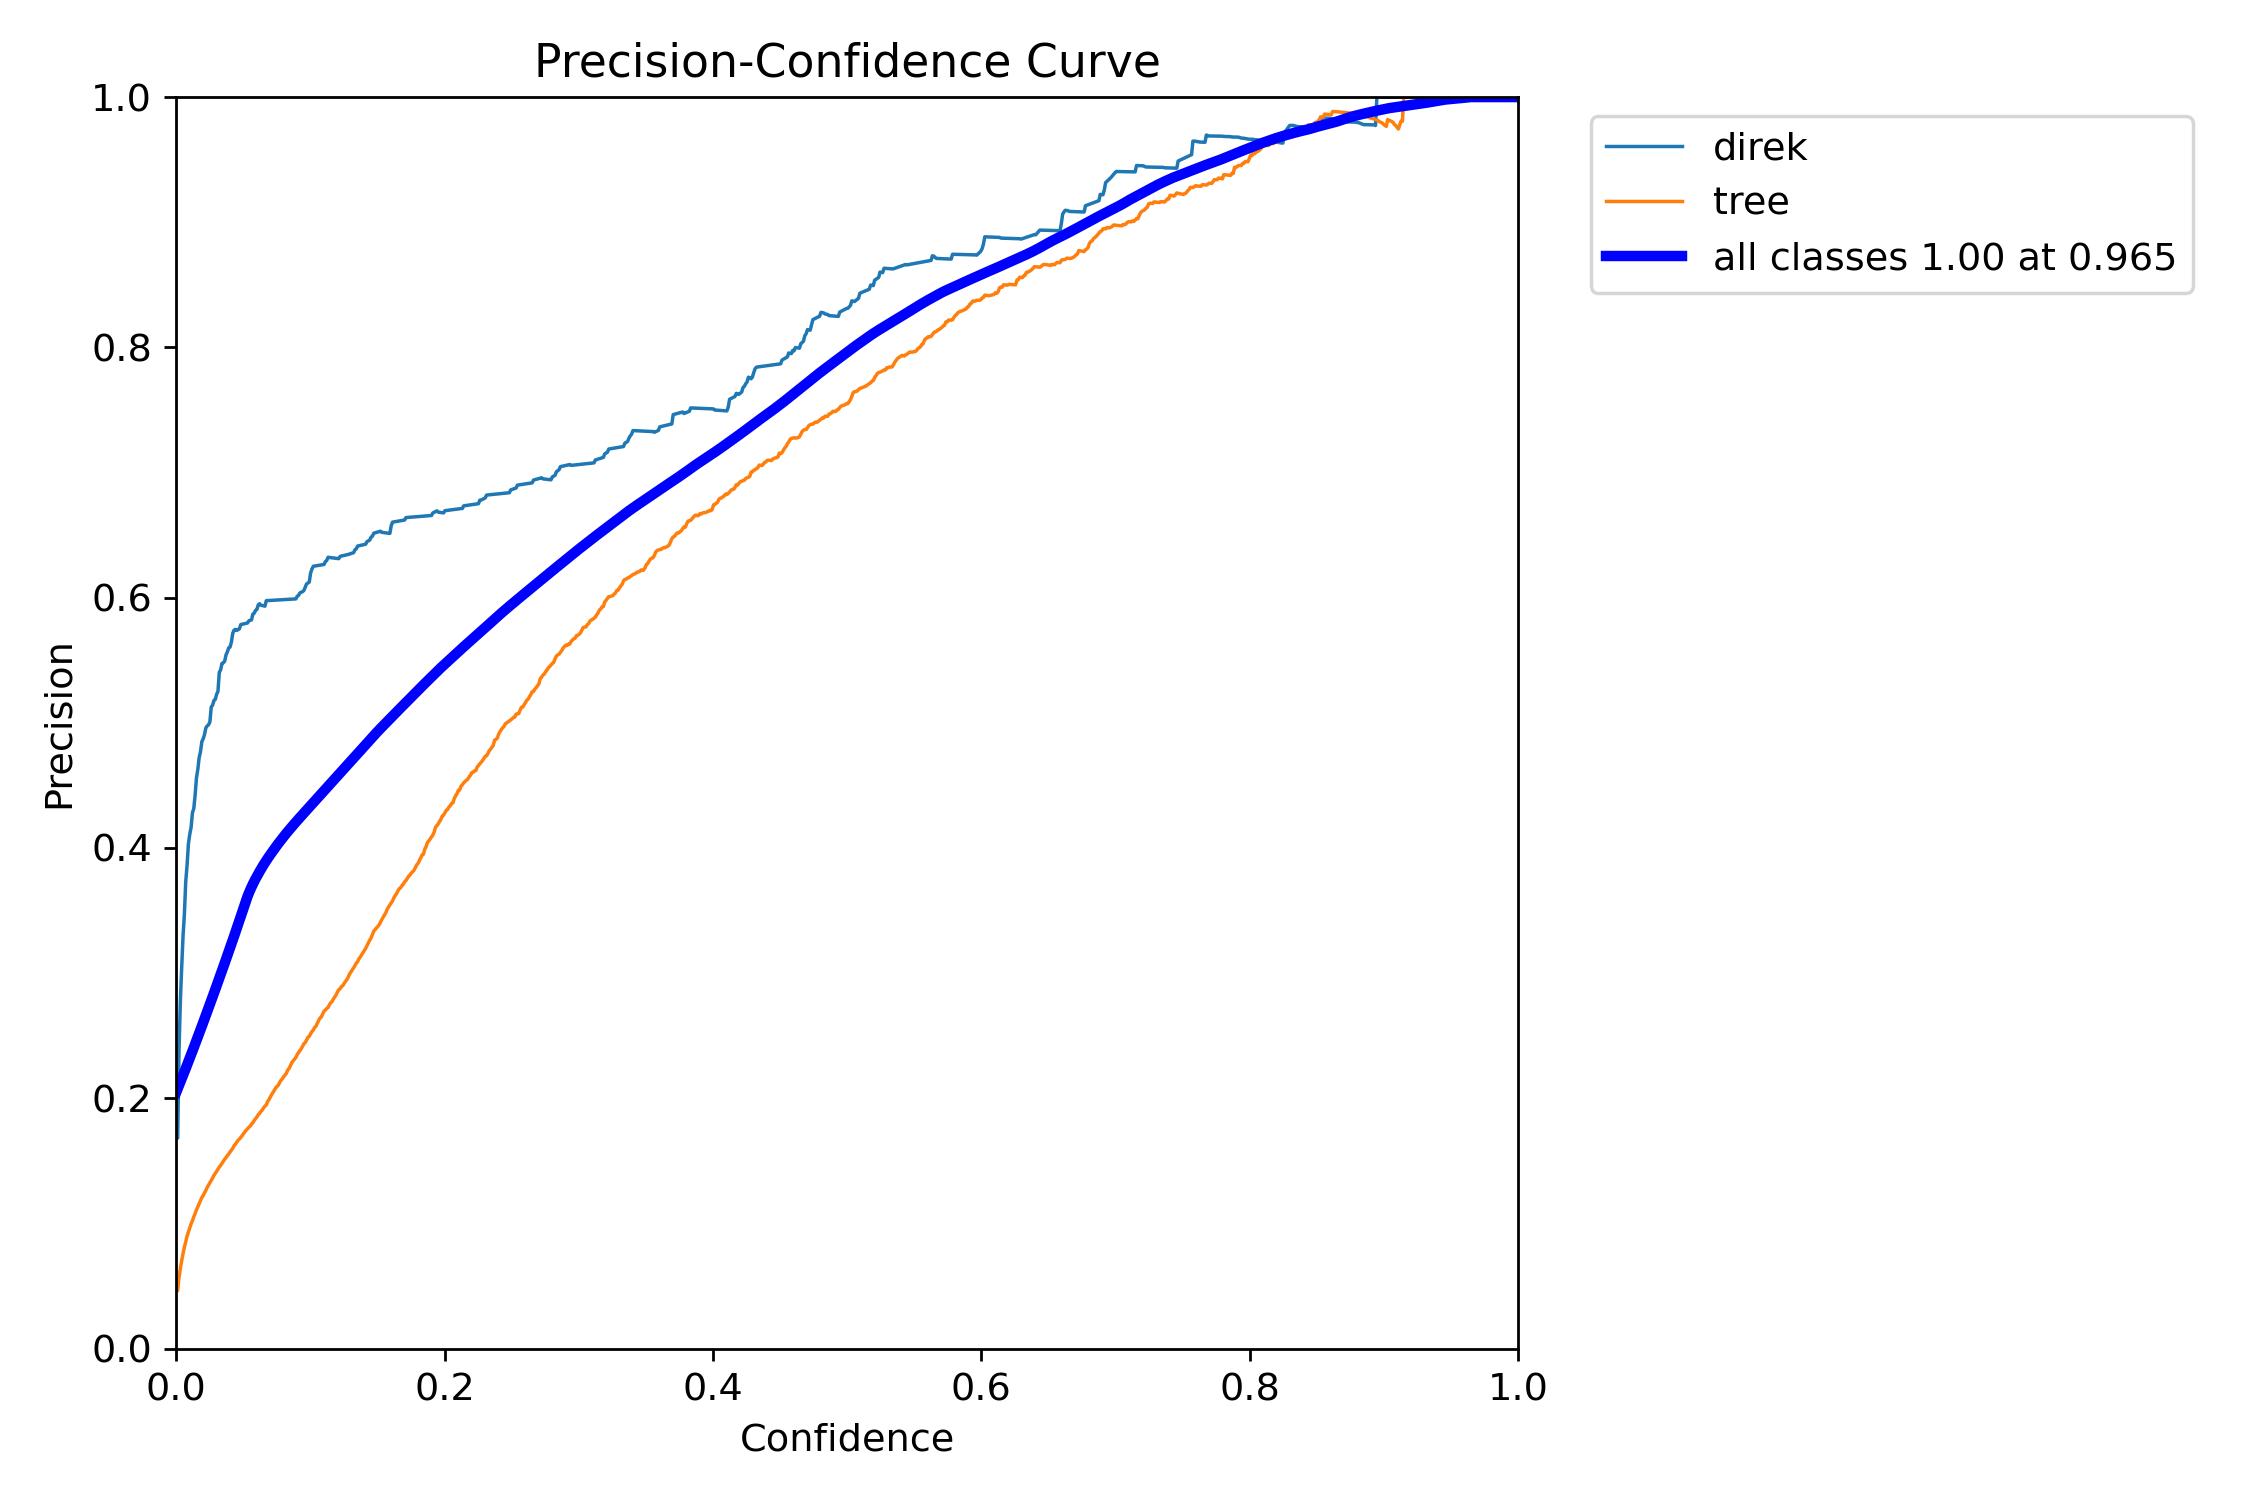 Precision-Confidence Curve
1.0
0.8
0.6
0.4
0.2
0.0
Precision
0.0 0.2 0.4 0.6 0.8 1.0
Confidence
direk
tree
all classes 1.00 at 0.965